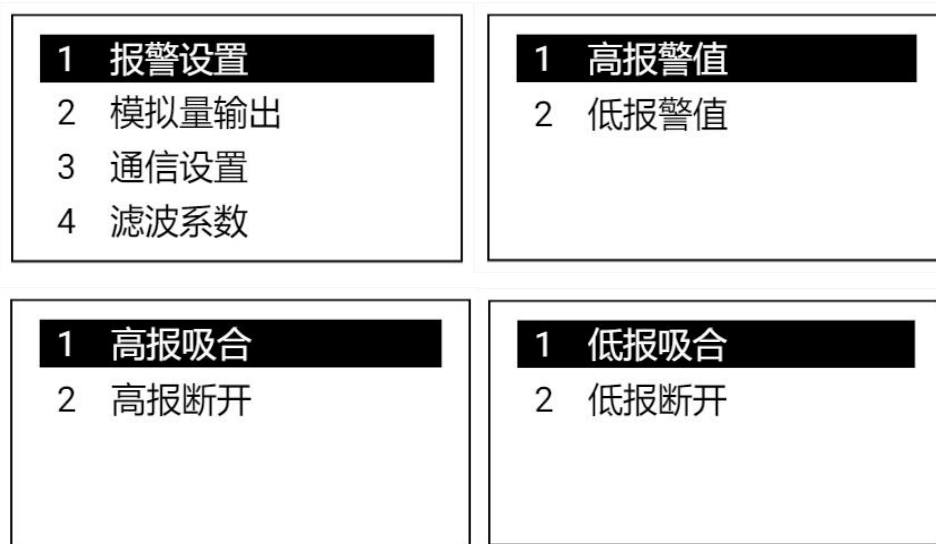 1 报警设置
2 模拟量输出
3 通信设置
4 滤波系数
1 高报警值
2 低报警值
1 高报吸合
2 高报断开
1 低报吸合
2 低报断开